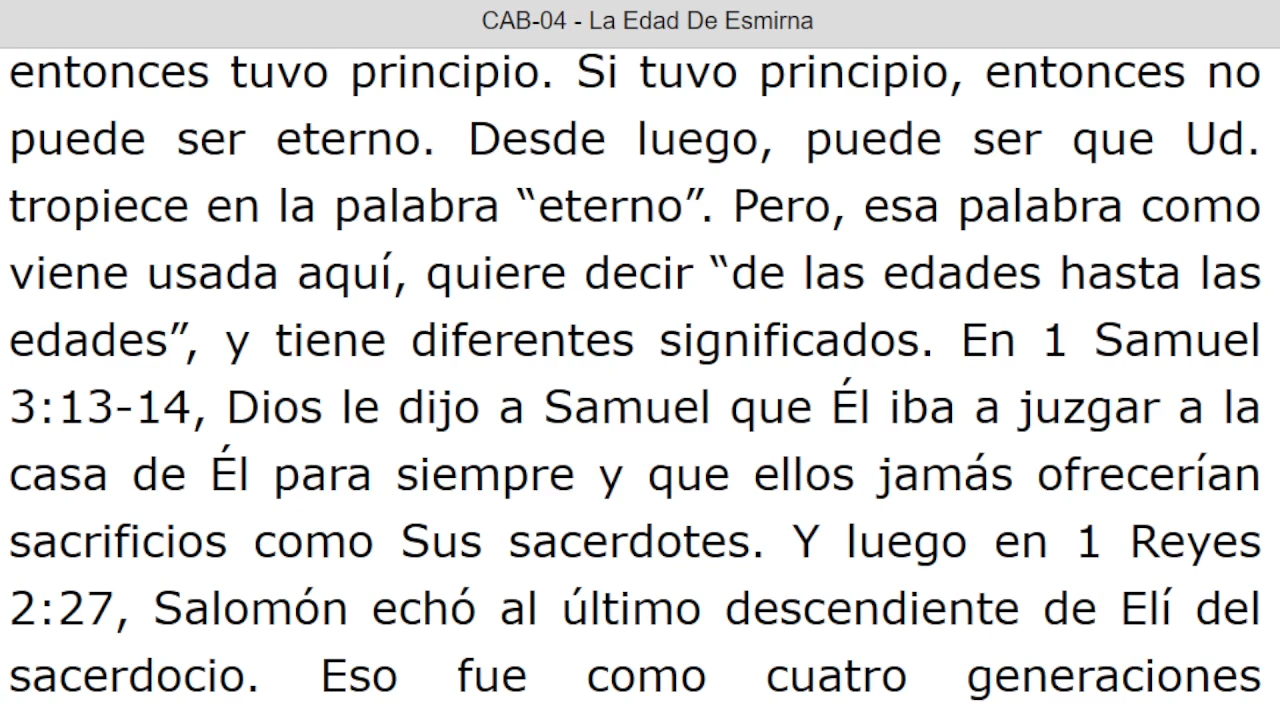 CAB-04 - La Edad De Esmirna
entonces tuvo principio. Si tuvo principio, entonces no
puede ser eterno. Desde luego, puede ser que Ud.
tropiece en la palabra “eterno”. Pero, esa palabra como
viene usada aquí, quiere decir “de las edades hasta las
edades”, y tiene diferentes significados. En 1 Samuel
3:13-14, Dios le dijo a Samuel que Él iba a juzgar a la
casa de Él para siempre y que ellos jamás ofrecerían
sacrificios como Sus sacerdotes. Y luego en 1 Reyes
2:27, Salomón echó al último descendiente de Elí del
sacerdocio. Eso fue como cuatro generaciones